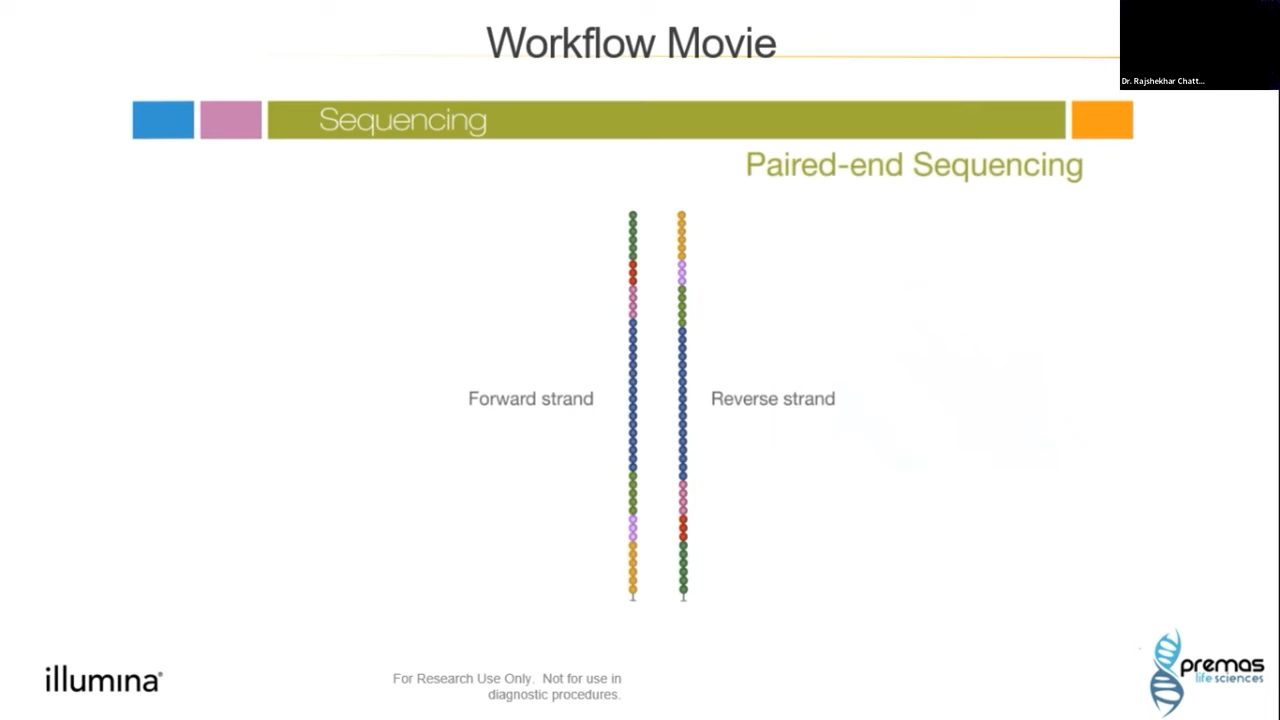 Workflow Movie
Dr. Rajshekhar Chatt...
Sequencing
Paired-end Sequencing
Forward strand
Reverse strand
illumina®
For Research Use Only. Not for use in
diagnostic procedures.
premas
life sciences